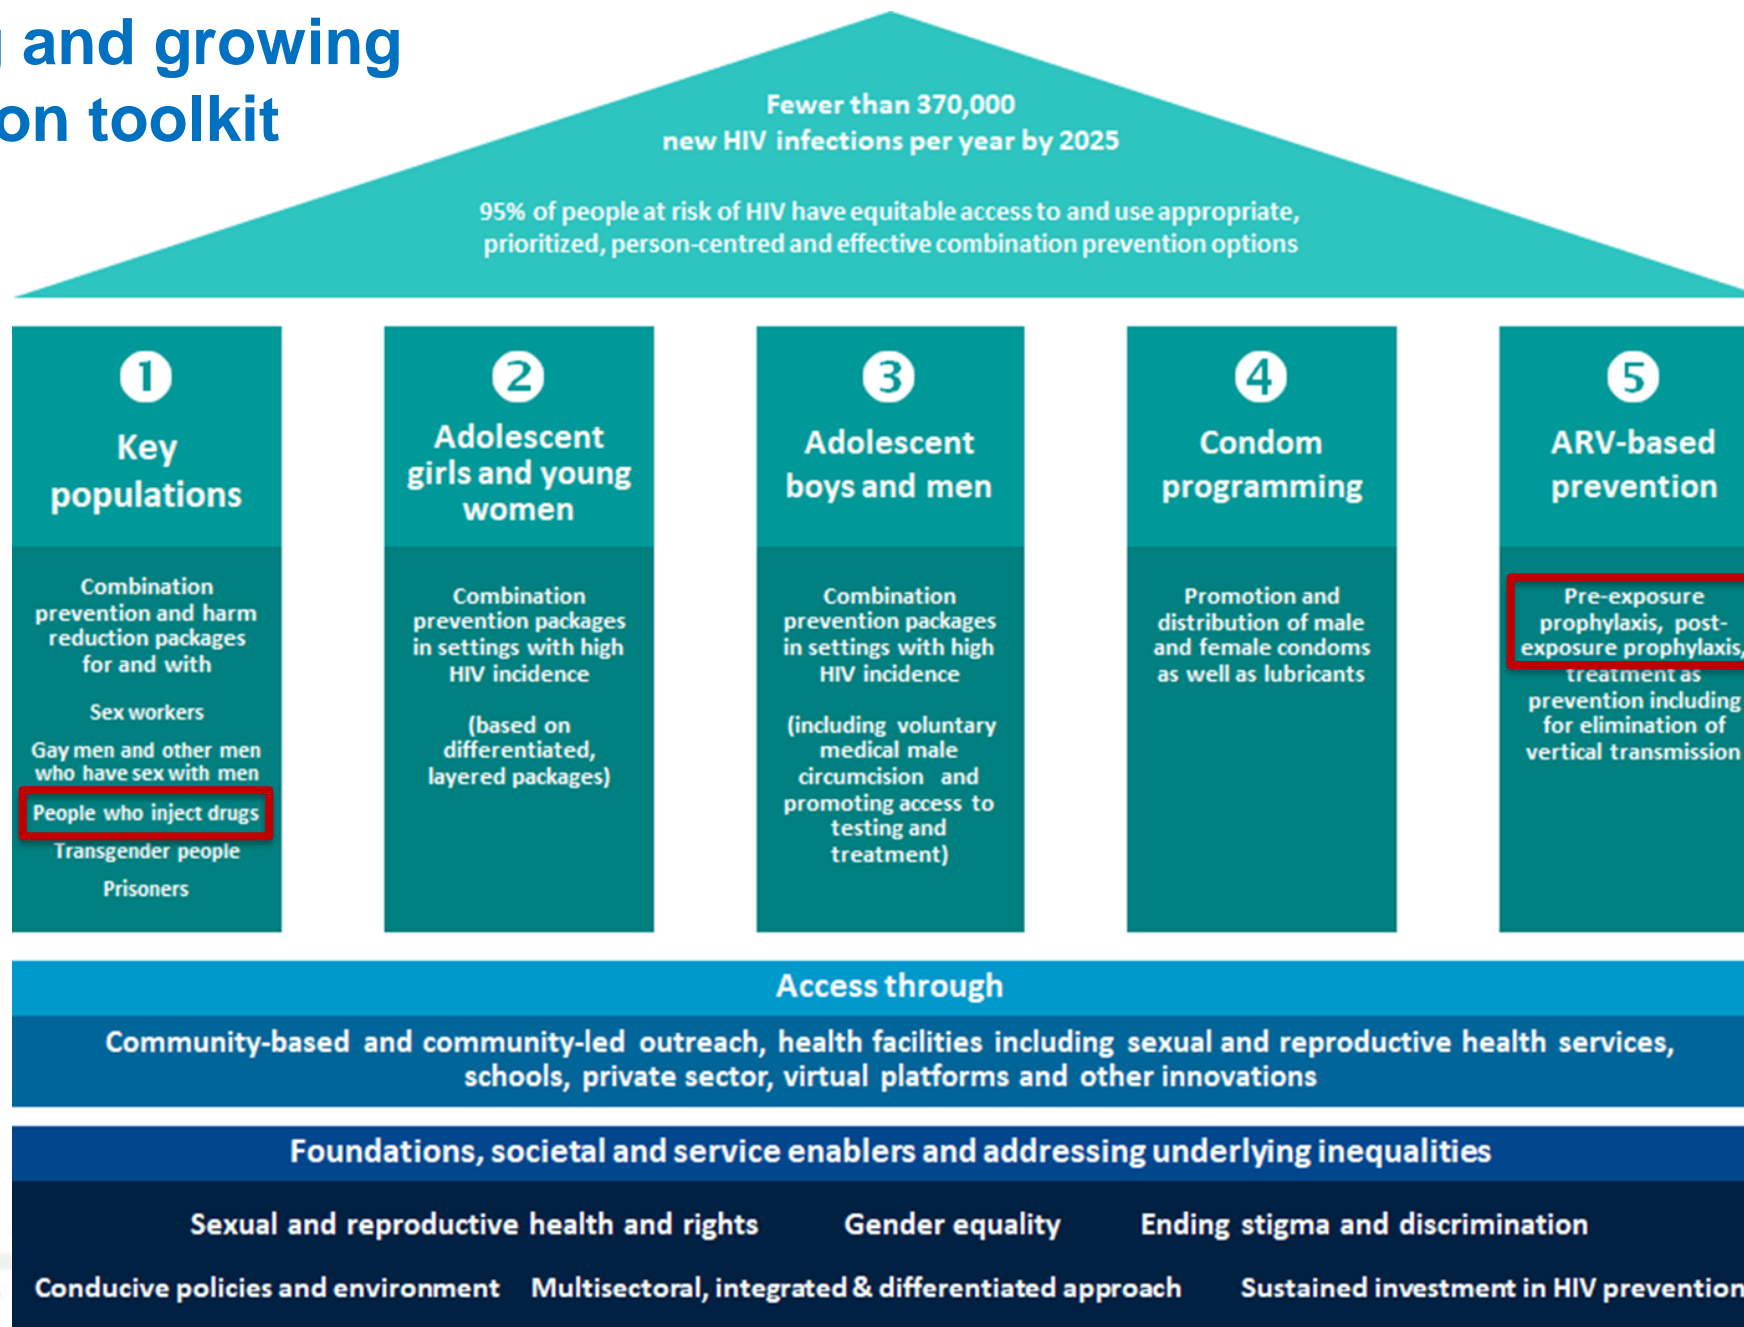 g and growing
on toolkit
Fewer than 370,000
new HIV infections per year by 2025
95% of people at risk of HIV have equitable access to and use appropriate,
prioritized, person-centred and effective combination prevention options
1
Key
populations
Combination
prevention and harm
reduction packages
for and with
Sex workers
Gay men and other men
who have sex with men
People who inject drugs
Transgender people
Prisoners
2
Adolescent
girls and young
women
Combination
prevention packages
in settings with high
HIV incidence
(based on
differentiated,
layered packages)
3
Adolescent
boys and men
Combination
prevention packages
in settings with high
HIV incidence
(including voluntary
medical male
circumcision and
promoting access to
testing and
treatment)
4
Condom
programming
Promotion and
distribution of male
and female condoms
as well as lubricants
5
ARV-based
prevention
Pre-exposure
prophylaxis, post-
exposure prophylaxis,
treatment as
prevention including
for elimination of
vertical transmission
Access through
Community-based and community-led outreach, health facilities including sexual and reproductive health services,
schools, private sector, virtual platforms and other innovations
Foundations, societal and service enablers and addressing underlying inequalities
Sexual and reproductive health and rights Gender equality Ending stigma and discrimination
Conducive policies and environment Multisectoral, integrated & differentiated approach Sustained investment in HIV prevention